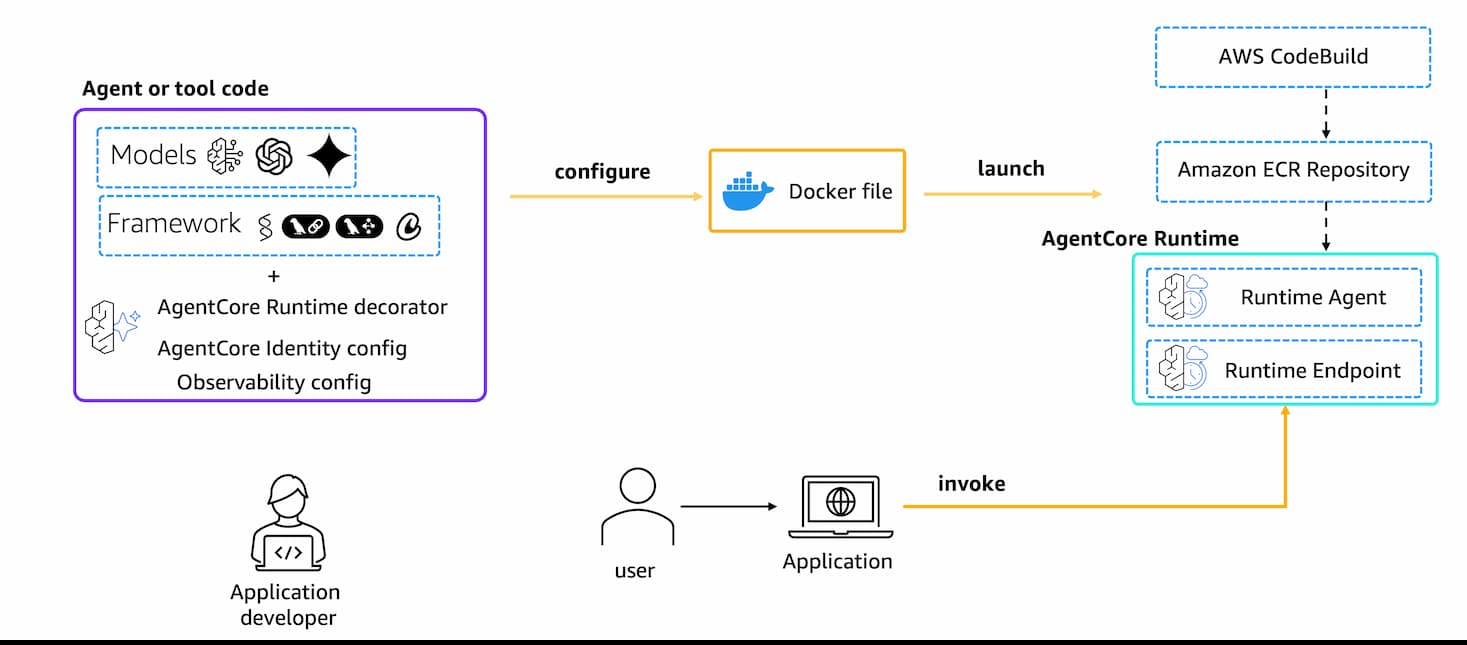 Agent or tool code
Models
Framework
+
AgentCore Runtime decorator
AgentCore Identity config
Observability config
configure
Docker file
launch
AWS CodeBuild
Amazon ECR Repository
AgentCore Runtime
Runtime Agent
Runtime Endpoint
</>
Application
developer
user
Application
invoke